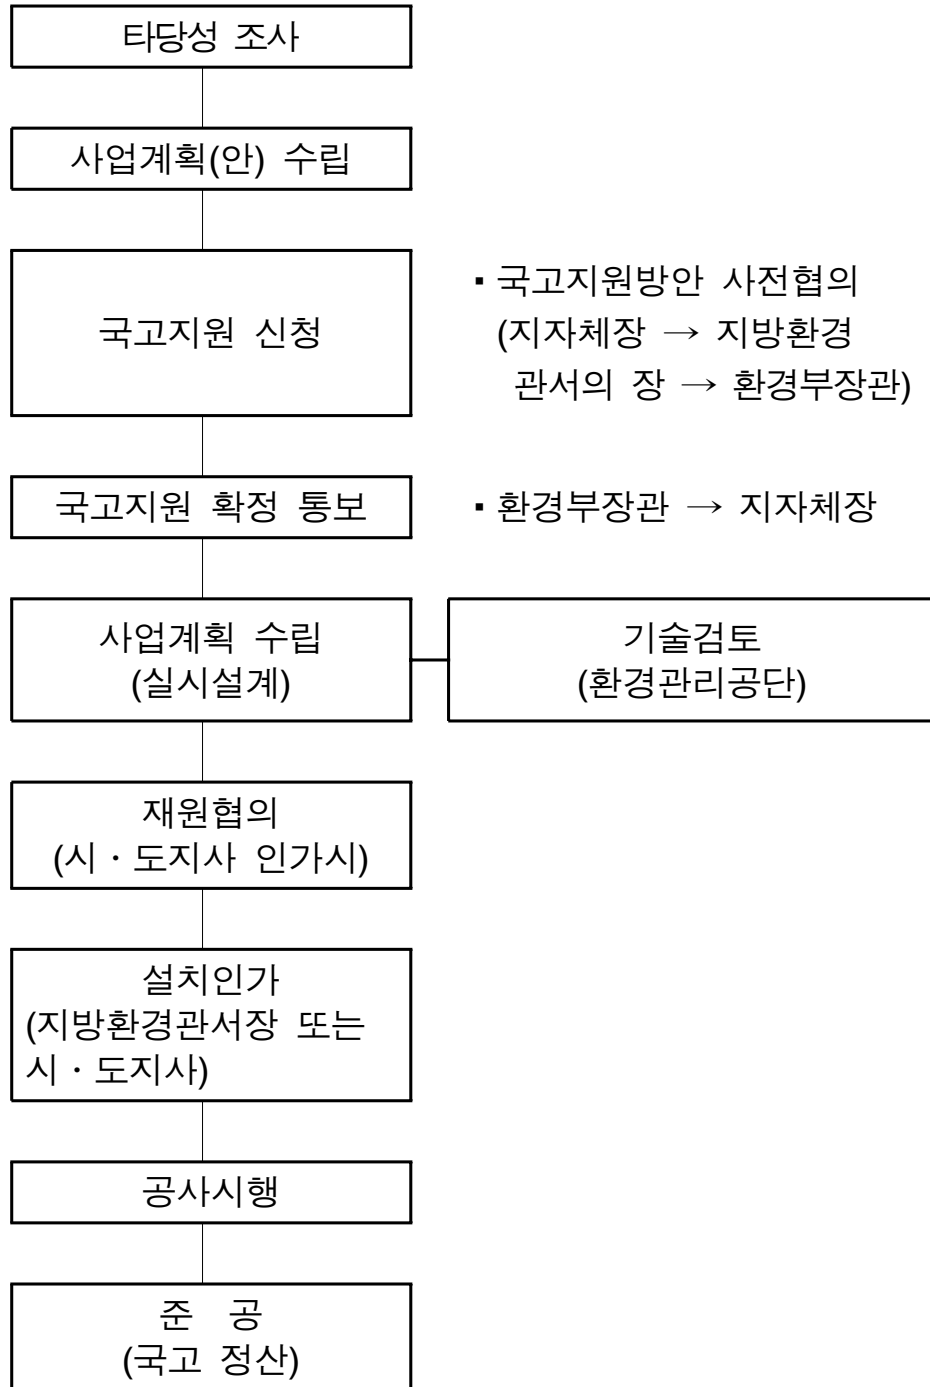 타당성 조사
사업계획(안) 수립
국고지원 신청
▪국고지원방안 사전협의
(지자체장 → 지방환경
관서의 장 → 환경부장관)
국고지원 확정 통보
▪환경부장관 → 지자체장
사업계획 수립
(실시설계)
기술검토
(환경관리공단)
재원협의
(시·도지사 인가시)
설치인가
(지방환경관서장 또는
시·도지사)
공사시행
준 공
(국고 정산)